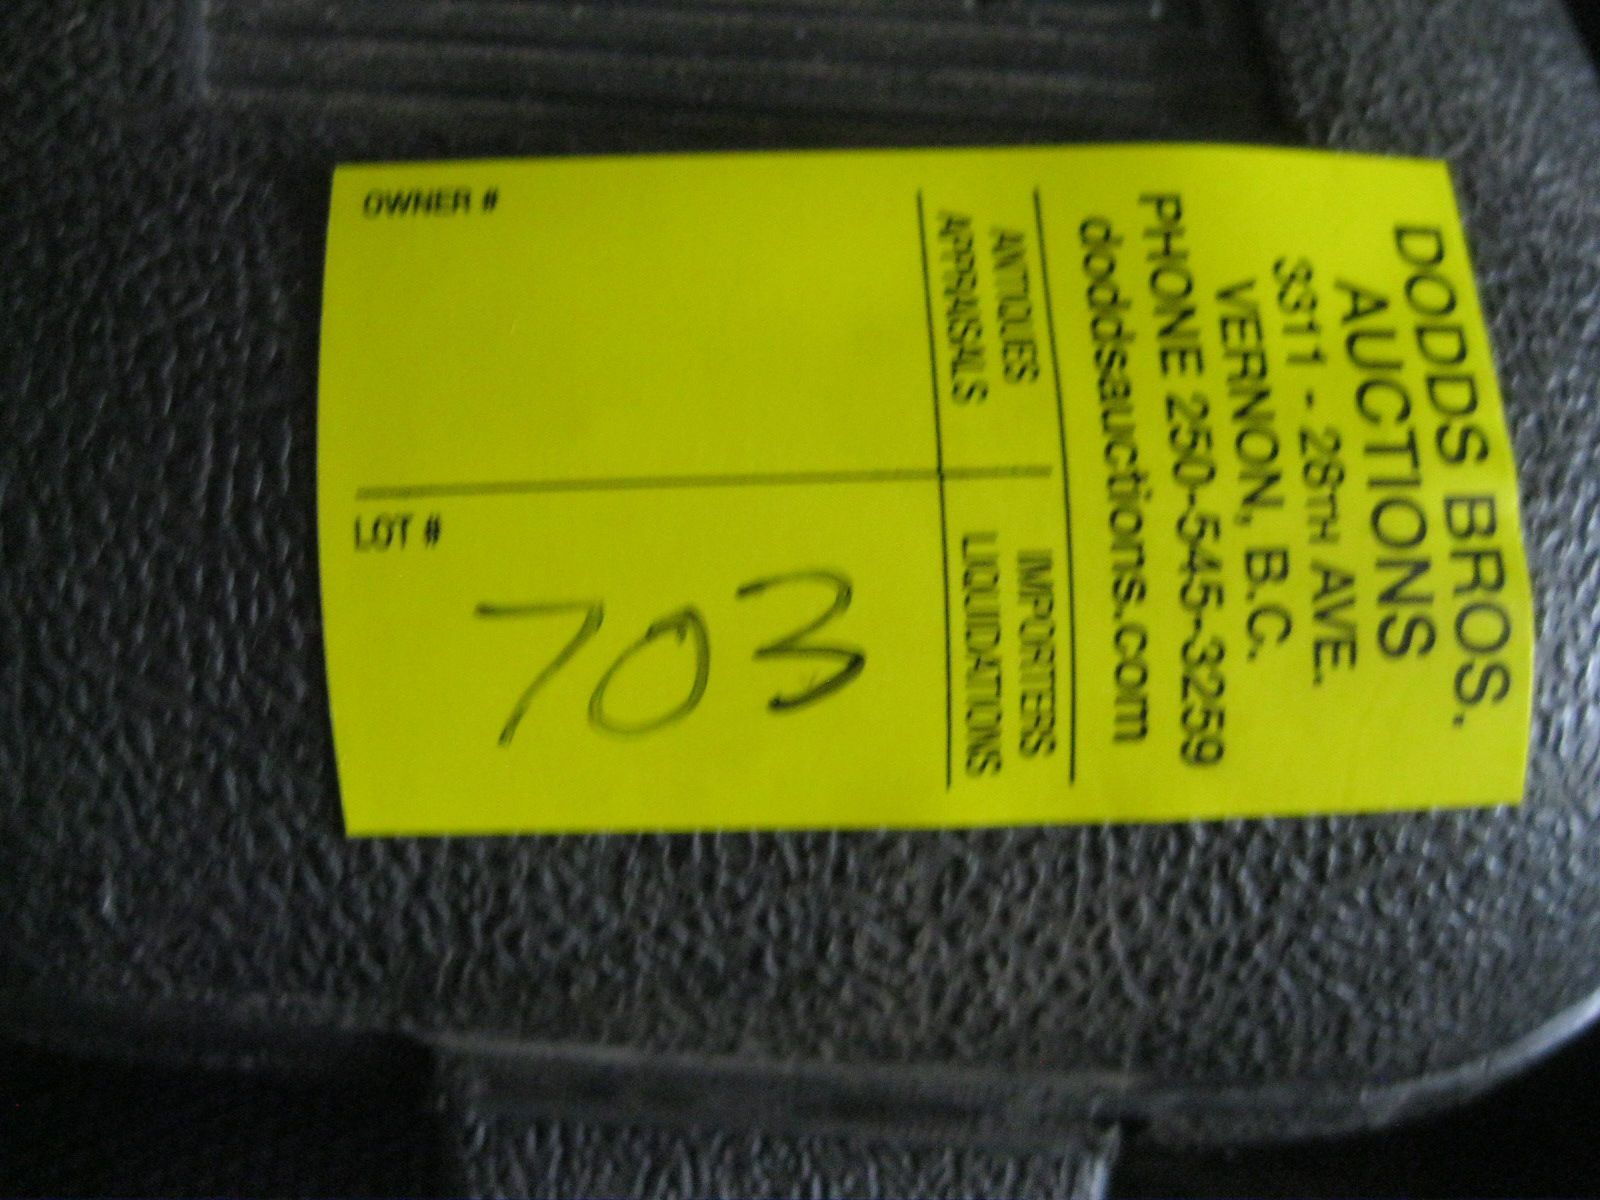 DODDS BROS.
AUCTIONS
3311 - 28TH AVE.
VERNON, B.C.
PHONE 250-545-3259
doddsauctions.com
ANTIQUES IMPORTERS
APPRAISALS LIQUIDATIONS
OWNER #
LOT #
703